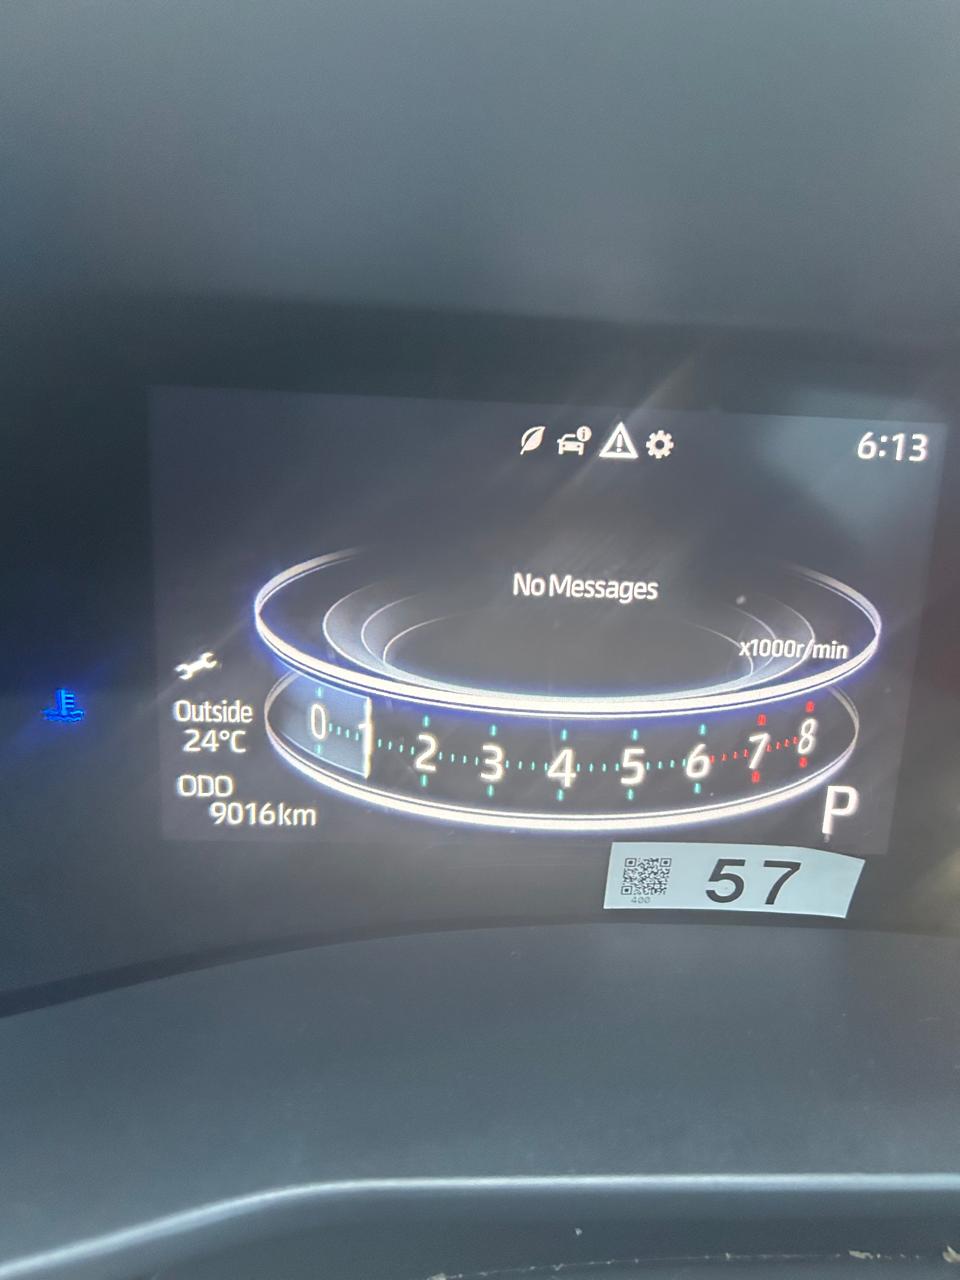 6:13
No Messages
x1000r/min
Outside
24°C
0 1 2 3 4 5 6 7 8
ODO
9016km
P
57
400